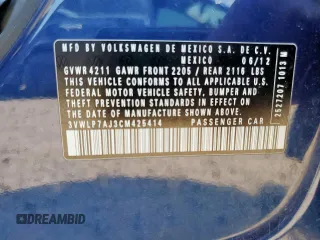 MFD BY VOLKSWAGEN DE MEXICO S.A. DE C.V.
MEXICO 06/12
GVWR 4211 GAWR FRONT 2205 / REAR 2116 LBS
THIS VEHICLE CONFORMS TO ALL APPLICABLE U.S.
FEDERAL MOTOR VEHICLE SAFETY, BUMPER AND
THEFT PREVENTION STANDARDS IN EFFECT ON THE
DATE OF MANUFACTURE SHOWN ABOVE
3VWLP7AJ3CM425414 PASSENGER CAR
2527207 1013 M
DREAMBID